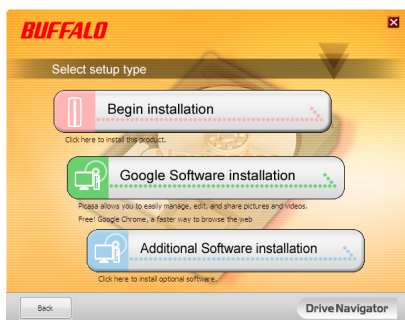 BUFFALO
Select setup type
Begin installation
Click here to install this product.
Google Software installation
Picasa allows you to easily manage, edit, and share pictures and videos.
Free! Google Chrome, a faster way to browse the web
Additional Software installation
Click here to install optional software.
Back
DriveNavigator